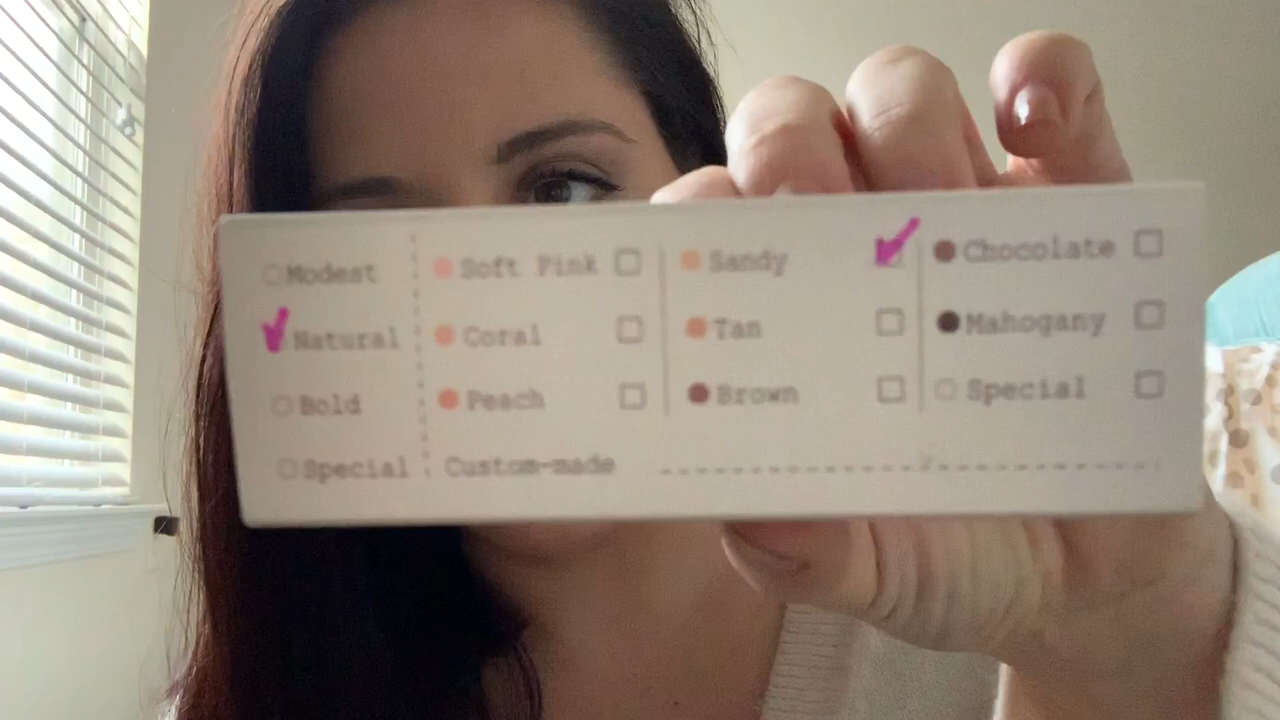 Modest
Natural
Bold
Special
Soft Pink
Coral
Peach
Custom-made
Sandy
Tan
Brown
Chocolate
Mahogany
Special